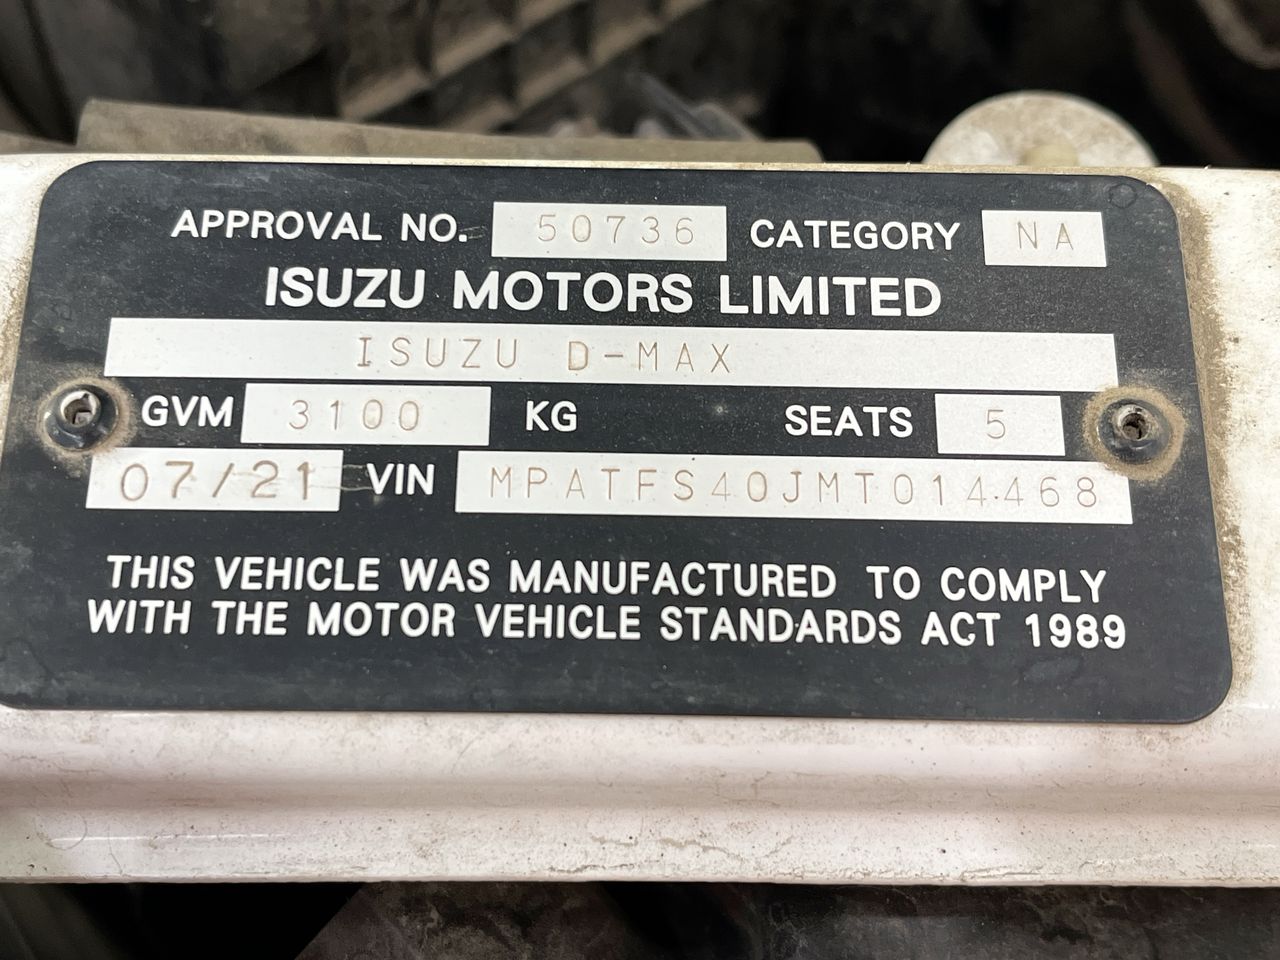 APPROVAL NO. 50736 CATEGORY NA
ISUZU MOTORS LIMITED
ISUZU D-MAX
GVM 3100 KG SEATS 5
07/21 VIN MPATFS40JMT014468
THIS VEHICLE WAS MANUFACTURED TO COMPLY
WITH THE MOTOR VEHICLE STANDARDS ACT 1989